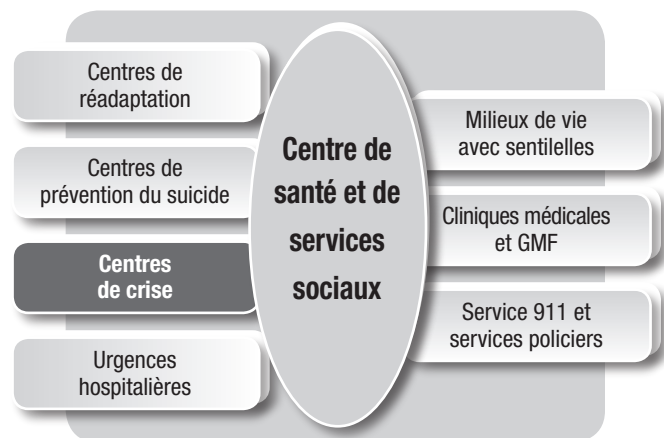 Centres de
réadaptation
Centres de
prévention du suicide
Centres
de crise
Urgences
hospitalières
Centre de
santé et de
services
sociaux
Milieux de vie
avec sentilelles
Cliniques médicales
et GMF
Service 911 et
services policiers